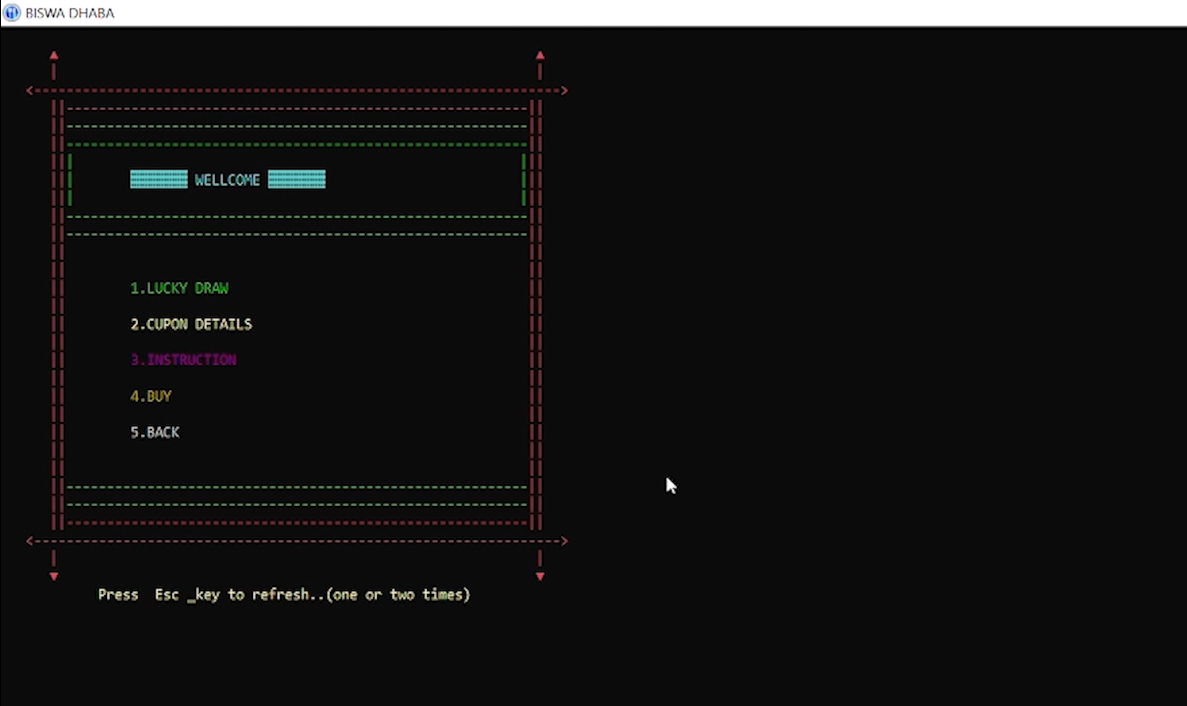 BISWA DHABA
WELLCOME
1.LUCKY DRAW
2.CUPON DETAILS
3.INSTRUCTION
4.BUY
5.BACK
Press  Esc _key to refresh..(one or two times)